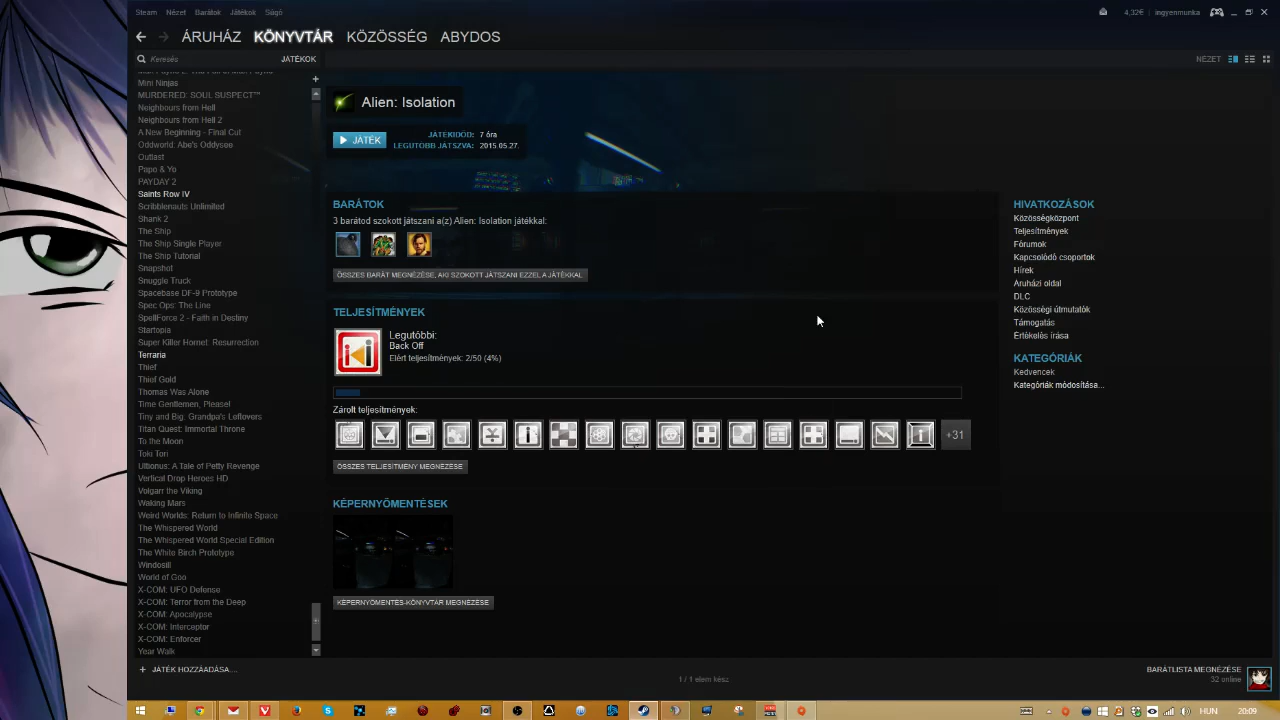 Steam Nézet Barátok Játékok Súgó
4,32€ ingyenmunka
ÁRUHÁZ KÖNYVTÁR KÖZÖSSÉG ABYDOS
Keresés JÁTÉKOK
NÉZET
Mini Ninjas
MURDERED: SOUL SUSPECT™
Neighbours from Hell
Neighbours from Hell 2
A New Beginning - Final Cut
Oddworld: Abe's Oddysee
Outlast
Papo & Yo
PAYDAY 2
Saints Row IV
Scribblenauts Unlimited
Shank 2
The Ship
The Ship Single Player
The Ship Tutorial
Snapshot
Snuggle Truck
Spacebase DF-9 Prototype
Spec Ops: The Line
SpellForce 2 - Faith in Destiny
Startopia
Super Killer Hornet: Resurrection
Terraria
Thief
Thief Gold
Thomas Was Alone
Time Gentlemen, Please!
Tiny and Big: Grandpa's Leftovers
Titan Quest: Immortal Throne
To the Moon
Toki Tori
Ultionus: A Tale of Petty Revenge
Vertical Drop Heroes HD
Volgarr the Viking
Waking Mars
Weird Worlds: Return to Infinite Space
The Whispered World
The Whispered World Special Edition
The White Birch Prototype
Windosill
World of Goo
X-COM: UFO Defense
X-COM: Terror from the Deep
X-COM: Apocalypse
X-COM: Interceptor
X-COM: Enforcer
Year Walk
Alien: Isolation
JÁTÉK
JÁTÉKIDŐD: 7 óra
LEGUTÓBB JÁTSZVA: 2015.05.27.
BARÁTOK
3 barátod szokott játszani a(z) Alien: Isolation játékkal:
ÖSSZES BARÁT MEGNÉZÉSE, AKI SZOKOTT JÁTSZANI EZZEL A JÁTÉKKAL
TELJESÍTMÉNYEK
Legutóbbi:
Back Off
Elért teljesítmények: 2/50 (4%)
Zárolt teljesítmények:
+31
ÖSSZES TELJESÍTMÉNY MEGNÉZÉSE
KÉPERNYŐMENTÉSEK
KÉPERNYŐMENTÉS-KÖNYVTÁR MEGNÉZÉSE
HIVATKOZÁSOK
Közösségközpont
Teljesítmények
Fórumok
Kapcsolódó csoportok
Hírek
Áruházi oldal
DLC
Közösségi útmutatók
Támogatás
Értékelés írása
KATEGÓRIÁK
Kedvencek
Kategóriák módosítása...
+ JÁTÉK HOZZÁADÁSA...
1 / 1 elem kész
BARÁTLISTA MEGNÉZÉSE
32 online
HUN 20:09